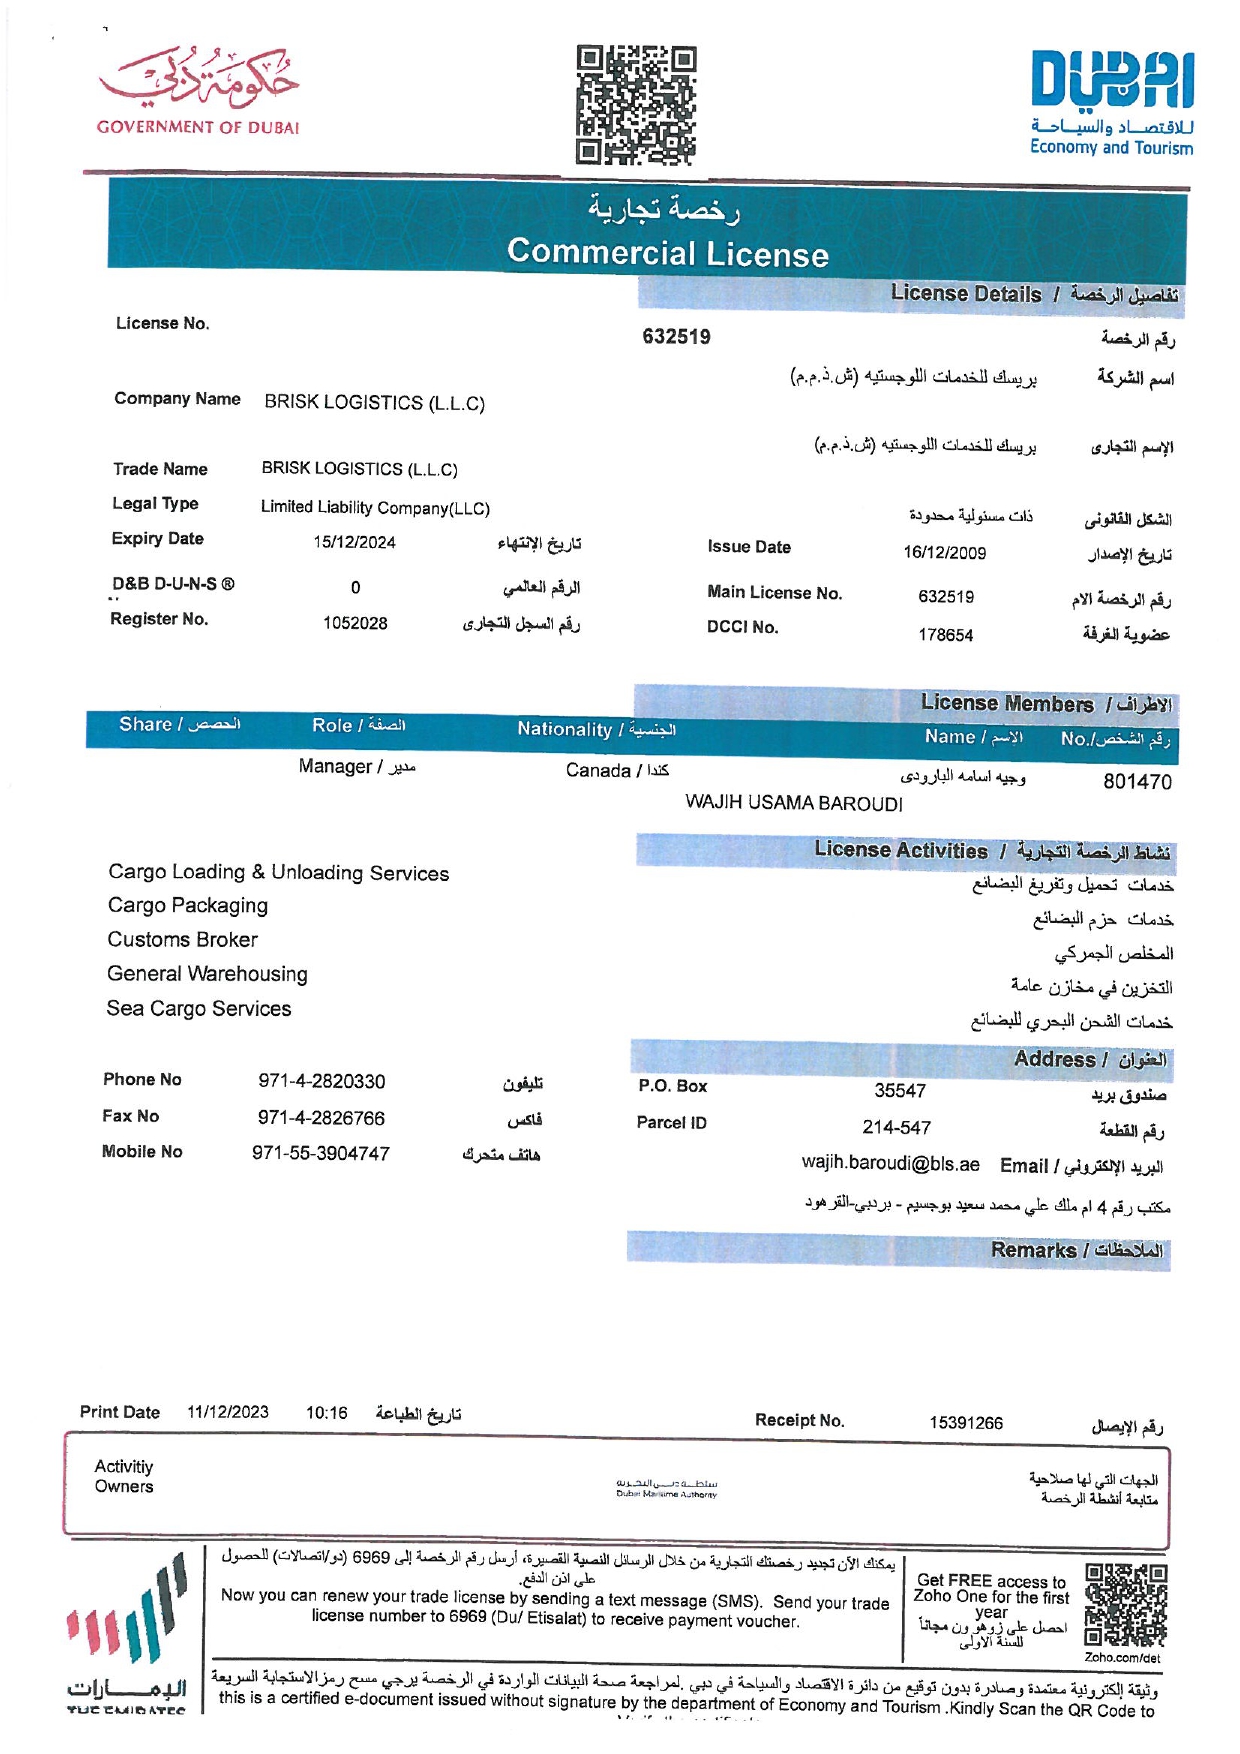 حكومة دبي
GOVERNMENT OF DUBAI
DUBAI
للاقتصاد والسياحة
Economy and Tourism
رخصة تجارية
Commercial License
License Details / تفاصيل الرخصة
License No. 632519 رقم الرخصة
بريسك للخدمات اللوجستيه (ش.ذ.م.م) اسم الشركة
Company Name BRISK LOGISTICS (L.L.C)
بريسك للخدمات اللوجستيه (ش.ذ.م.م) الإسم التجارى
Trade Name BRISK LOGISTICS (L.L.C)
Legal Type Limited Liability Company(LLC) ذات مسئولية محدودة الشكل القانونى
Expiry Date 15/12/2024 تاريخ الإنتهاء Issue Date 16/12/2009 تاريخ الإصدار
D&B D-U-N-S ® 0 الرقم العالمي Main License No. 632519 رقم الرخصة الام
Register No. 1052028 رقم السجل التجارى DCCI No. 178654 عضوية الغرفة
License Members / الاطراف
Share / الحصص Role / الصفة Nationality / الجنسية Name / الاسم No./رقم الشخص
Manager / مدير Canada / كندا وجيه اسامه البارودى 801470
WAJIH USAMA BAROUDI
License Activities / نشاط الرخصة التجارية
Cargo Loading & Unloading Services خدمات تحميل وتفريغ البضائع
Cargo Packaging خدمات حزم البضائع
Customs Broker المخلص الجمركي
General Warehousing التخزين في مخازن عامة
Sea Cargo Services خدمات الشحن البحري للبضائع
Address / العنوان
Phone No 971-4-2820330 تليفون P.O. Box 35547 صندوق بريد
Fax No 971-4-2826766 فاكس Parcel ID 214-547 رقم القطعة
Mobile No 971-55-3904747 هاتف متحرك wajih.baroudi@bls.ae Email / البريد الإلكتروني
مكتب رقم 4 ام ملك علي محمد سعيد بوجسيم - بردبي-القرهود
Remarks / الملاحظات
Print Date 11/12/2023 10:16 تاريخ الطباعة Receipt No. 15391266 رقم الإيصال
Activitiy
Owners
سلطة دبي البحرية
Dubai Maritime Authority
الجهات التي لها صلاحية
متابعة أنشطة الرخصة
يمكنك الآن تجديد رخصتك التجارية من خلال الرسائل النصية القصيرة، أرسل رقم الرخصة إلى 6969 (دو/اتصالات) للحصول
على اذن الدفع.
Now you can renew your trade license by sending a text message (SMS). Send your trade
license number to 6969 (Du/ Etisalat) to receive payment voucher.
Get FREE access to
Zoho One for the first
year
احصل على زوهو ون مجانا
للسنة الاولى
Zoho.com/det
الإمارات
THE EMIRATES
وثيقة إلكترونية معتمدة وصادرة بدون توقيع من دائرة الاقتصاد والسياحة في دبي .لمراجعة صحة البيانات الواردة في الرخصة يرجي مسح رمز الاستجابة السريعة
this is a certified e-document issued without signature by the department of Economy and Tourism .Kindly Scan the QR Code to